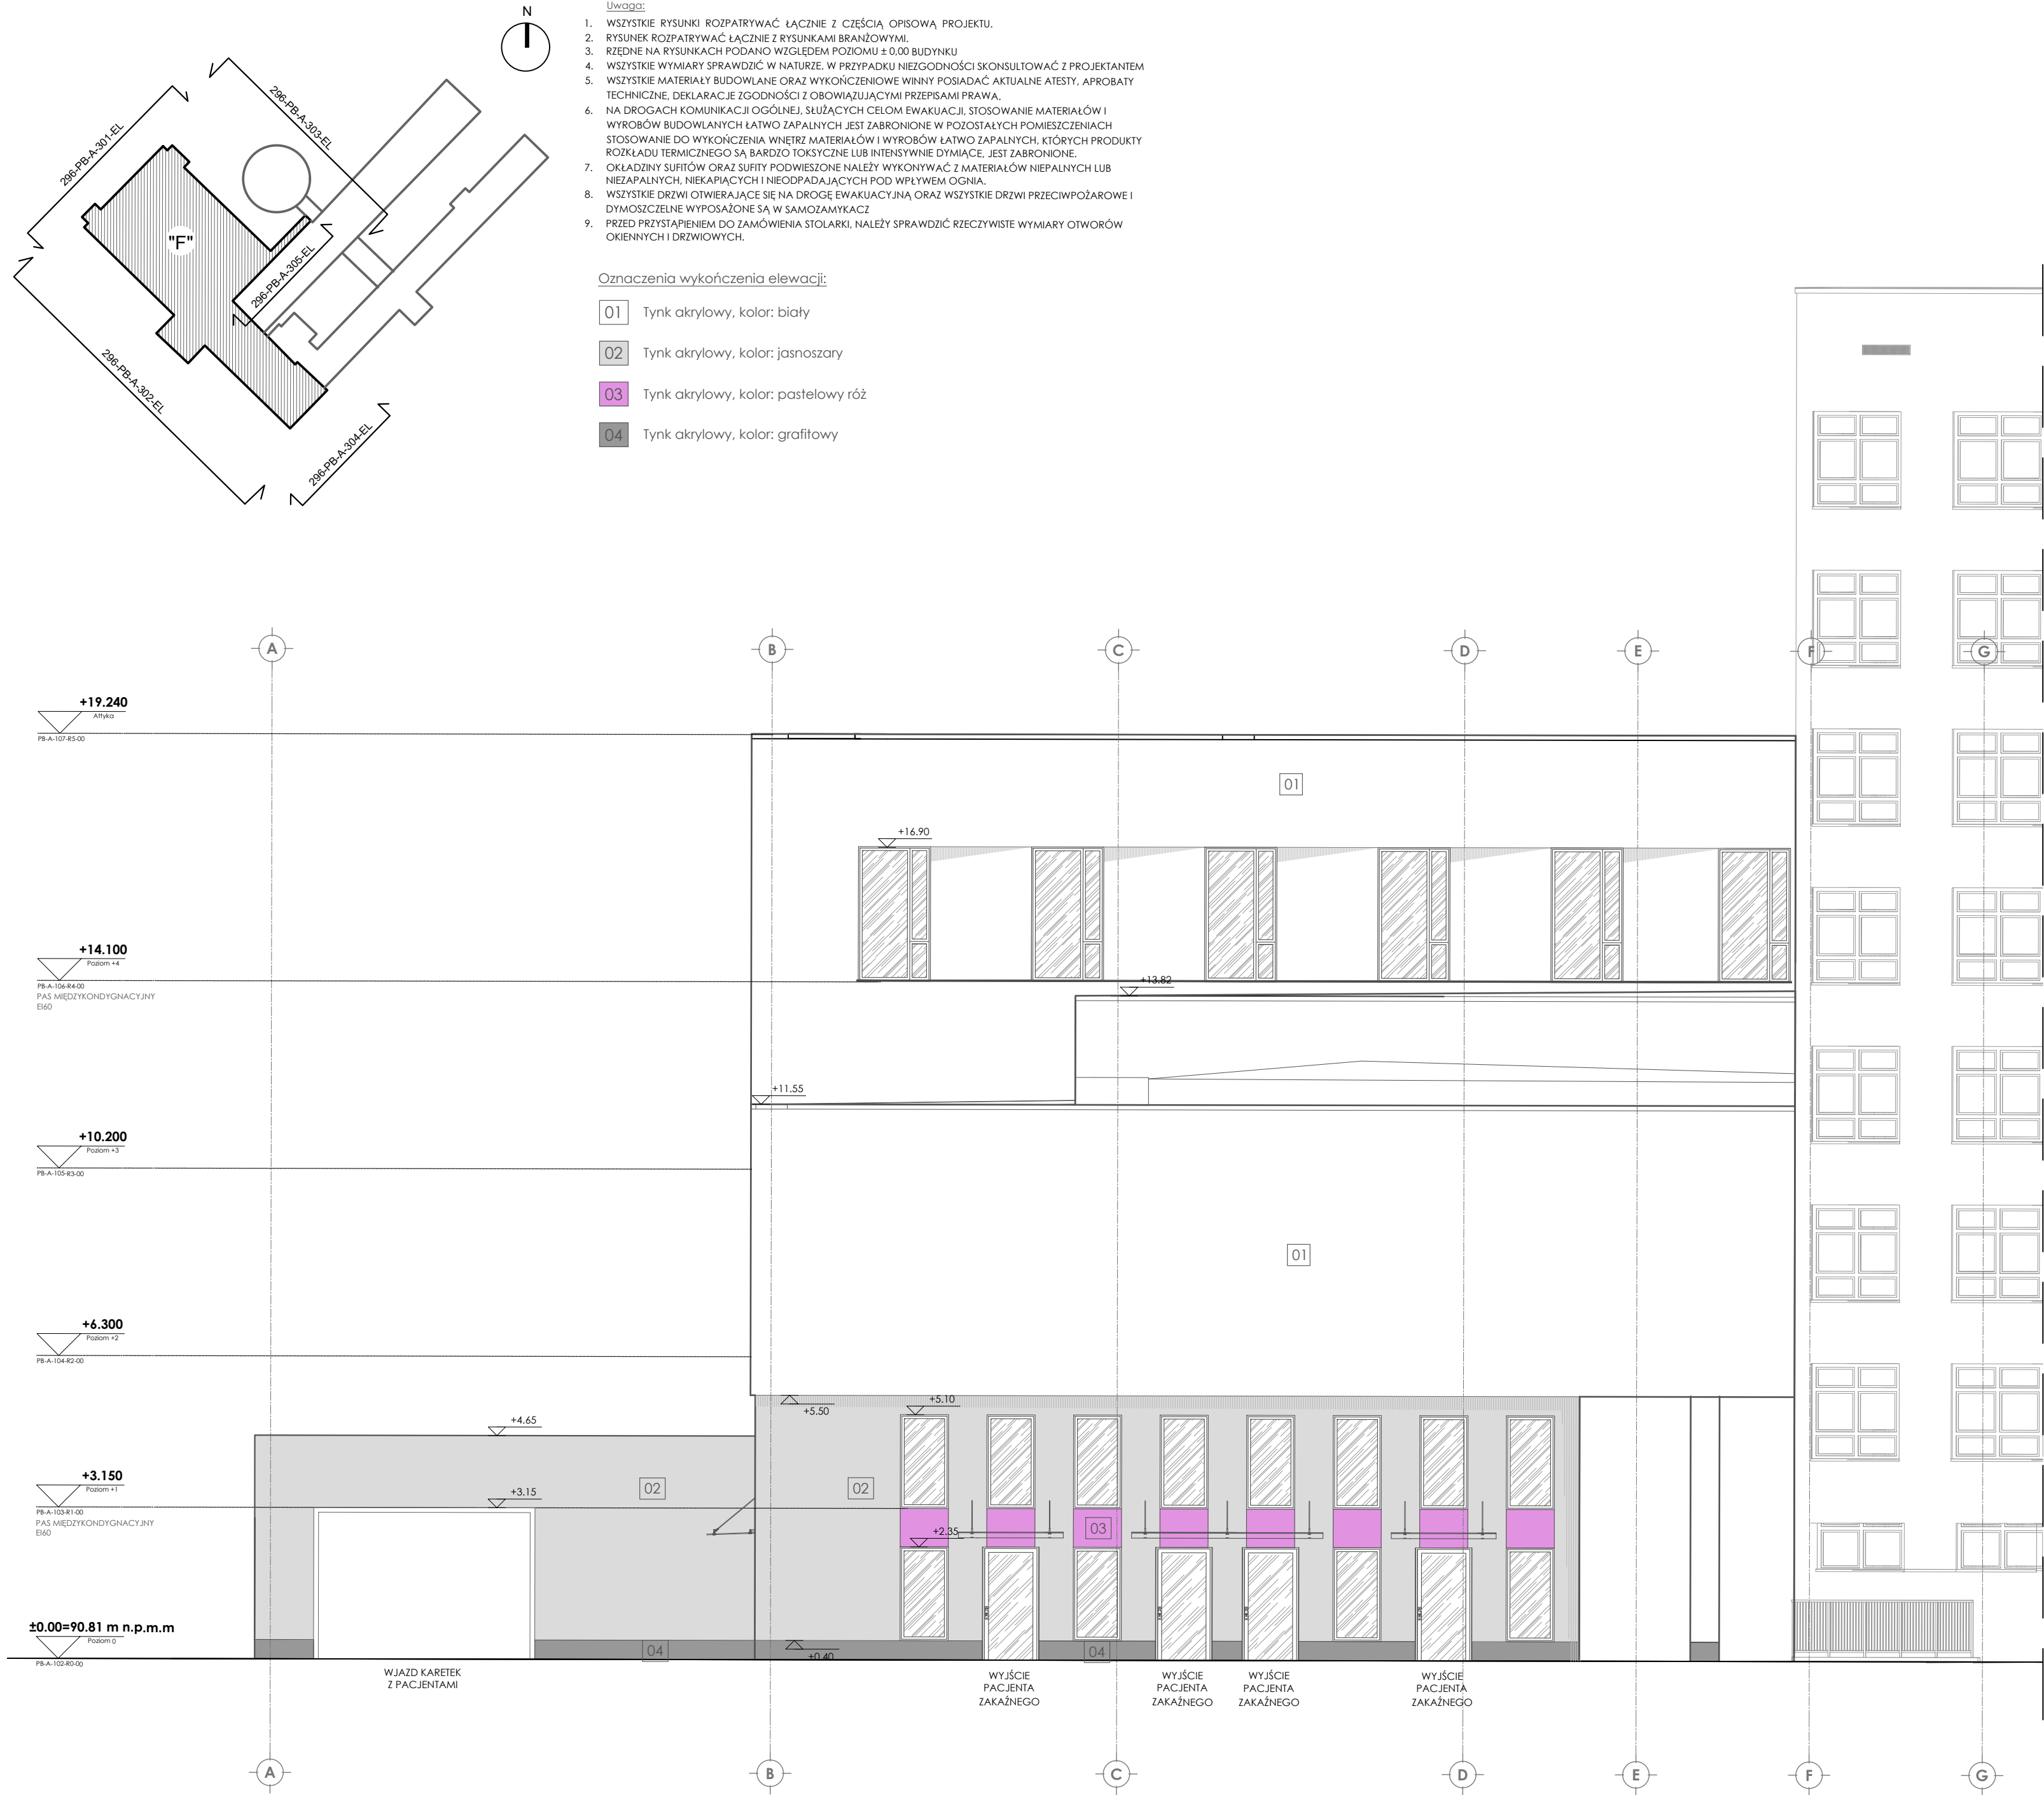 N
296-PB-A-301-EL
296-PB-A-303-EL
"F"
296-PB-A-305-EL
296-PB-A-302-EL
296-PB-A-304-EL
Uwaga:
1. WSZYSTKIE RYSUNKI ROZPATRYWAĆ ŁĄCZNIE Z CZĘŚCIĄ OPISOWĄ PROJEKTU.
2. RYSUNEK ROZPATRYWAĆ ŁĄCZNIE Z RYSUNKAMI BRANŻOWYMI.
3. RZĘDNE NA RYSUNKACH PODANO WZGLĘDEM POZIOMU ± 0,00 BUDYNKU
4. WSZYSTKIE WYMIARY SPRAWDZIĆ W NATURZE. W PRZYPADKU NIEZGODNOŚCI SKONSULTOWAĆ Z PROJEKTANTEM
5. WSZYSTKIE MATERIAŁY BUDOWLANE ORAZ WYKOŃCZENIOWE WINNY POSIADAĆ AKTUALNE ATESTY, APROBATY
TECHNICZNE, DEKLARACJE ZGODNOŚCI Z OBOWIĄZUJĄCYMI PRZEPISAMI PRAWA.
6. NA DROGACH KOMUNIKACJI OGÓLNEJ, SŁUŻĄCYCH CELOM EWAKUACJI, STOSOWANIE MATERIAŁÓW I
WYROBÓW BUDOWLANYCH ŁATWO ZAPALNYCH JEST ZABRONIONE W POZOSTAŁYCH POMIESZCZENIACH
STOSOWANIE DO WYKOŃCZENIA WNĘTRZ MATERIAŁÓW I WYROBÓW ŁATWO ZAPALNYCH, KTÓRYCH PRODUKTY
ROZKŁADU TERMICZNEGO SĄ BARDZO TOKSYCZNE LUB INTENSYWNIE DYMIĄCE, JEST ZABRONIONE.
7. OKŁADZINY SUFITÓW ORAZ SUFITY PODWIESZONE NALEŻY WYKONYWAĆ Z MATERIAŁÓW NIEPALNYCH LUB
NIEZAPALNYCH, NIEKAPIĄCYCH I NIEODPADAJĄCYCH POD WPŁYWEM OGNIA.
8. WSZYSTKIE DRZWI OTWIERAJĄCE SIĘ NA DROGĘ EWAKUACYJNĄ ORAZ WSZYSTKIE DRZWI PRZECIWPOŻAROWE I
DYMOSZCZELNE WYPOSAŻONE SĄ W SAMOZAMYKACZ
9. PRZED PRZYSTĄPIENIEM DO ZAMÓWIENIA STOLARKI, NALEŻY SPRAWDZIĆ RZECZYWISTE WYMIARY OTWORÓW
OKIENNYCH I DRZWIOWYCH.
Oznaczenia wykończenia elewacji:
01 Tynk akrylowy, kolor: biały
02 Tynk akrylowy, kolor: jasnoszary
03 Tynk akrylowy, kolor: pastelowy róż
04 Tynk akrylowy, kolor: grafitowy
A B C D E F G
+19.240
Attyka
PB-A-107-R5-00
01
+16.90
+14.100
Poziom +4
PB-A-106-R4-00
PAS MIĘDZYKONDYGNACYJNY
EI60
+13.82
+11.55
+10.200
Poziom +3
PB-A-105-R3-00
01
+6.300
Poziom +2
PB-A-104-R2-00
+5.50
+5.10
+4.65
+3.150
Poziom +1
PB-A-103-R1-00
PAS MIĘDZYKONDYGNACYJNY
EI60
+3.15
02
02
03
+2.35
±0.00=90.81 m n.p.m.m
Poziom 0
PB-A-102-R0-00
04
+0.40
04
WJAZD KARETEK
Z PACJENTAMI
WYJŚCIE
PACJENTA
ZAKAŹNEGO
WYJŚCIE
PACJENTA
ZAKAŹNEGO
WYJŚCIE
PACJENTA
ZAKAŹNEGO
WYJŚCIE
PACJENTA
ZAKAŹNEGO
A B C D E F G